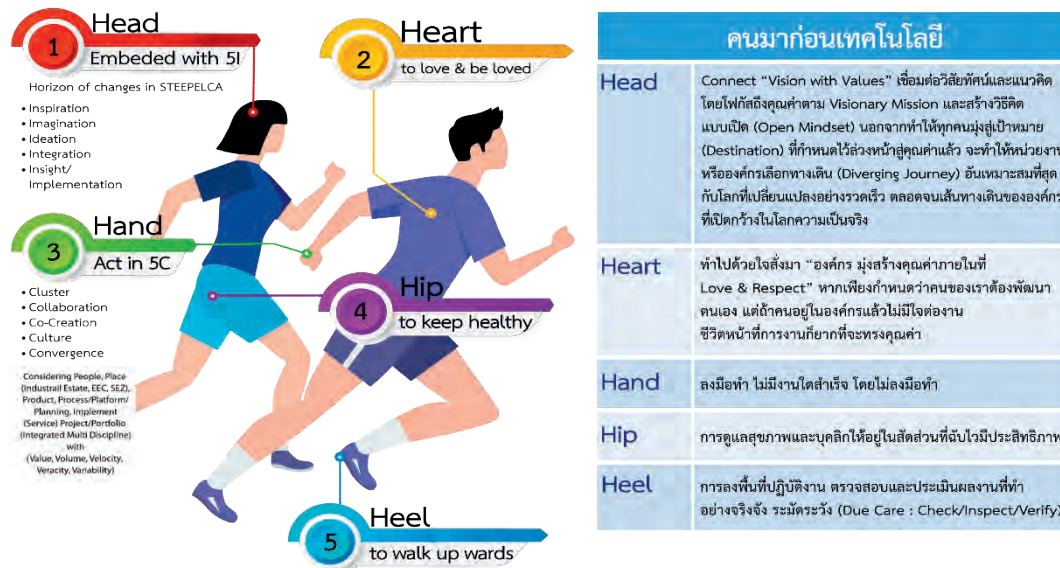 1
Head
Embeded with 5I
Horizon of changes in STEEPELCA
• Inspiration
• Imagination
• Ideation
• Integration
• Insight/
Implementation
2
Heart
to love & be loved
3
Hand
Act in 5C
• Cluster
• Collaboration
• Co-Creation
• Culture
• Convergence
Considering People, Place
(Industrail Estate, EEC, SEZ),
Product, Process/Platform/
Planning, Implement
(Service) Project/Portfolio
(Integrated Multi Discipline)
with
(Value, Volume, Velocity,
Veracity, Variability)
4
Hip
to keep healthy
5
Heel
to walk up wards
คนมาก่อนเทคโนโลยี
Head
Connect “Vision with Values” เชื่อมต่อวิสัยทัศน์และแนวคิด
โดยโฟกัสถึงคุณค่าตาม Visionary Mission และสร้างวิธีคิด
แบบเปิด (Open Mindset) นอกจากทำให้ทุกคนมุ่งสู่เป้าหมาย
(Destination) ที่กำหนดไว้ล่วงหน้าสู่คุณค่าแล้ว จะทำให้หน่วยงาน
หรือองค์กรเลือกทางเดิน (Diverging Journey) อันเหมาะสมที่สุด
กับโลกที่เปลี่ยนแปลงอย่างรวดเร็ว ตลอดจนเส้นทางเดินขององค์กร
ที่เปิดกว้างในโลกความเป็นจริง
Heart
ทำไปด้วยใจสั่งมา “องค์กร มุ่งสร้างคุณค่าภายในที่
Love & Respect” หากเพียงกำหนดว่าคนของเราต้องพัฒนา
ตนเอง แต่ถ้าคนอยู่ในองค์กรแล้วไม่มีใจต่องาน
ชีวิตหน้าที่การงานก็ยากที่จะทรงคุณค่า
Hand
ลงมือทำ ไม่มีงานใดสำเร็จ โดยไม่ลงมือทำ
Hip
การดูแลสุขภาพและบุคลิกให้อยู่ในสัดส่วนที่ฉับไวมีประสิทธิภาพ
Heel
การลงพื้นที่ปฏิบัติงาน ตรวจสอบและประเมินผลงานที่ทำ
อย่างจริงจัง ระมัดระวัง (Due Care : Check/Inspect/Verify)